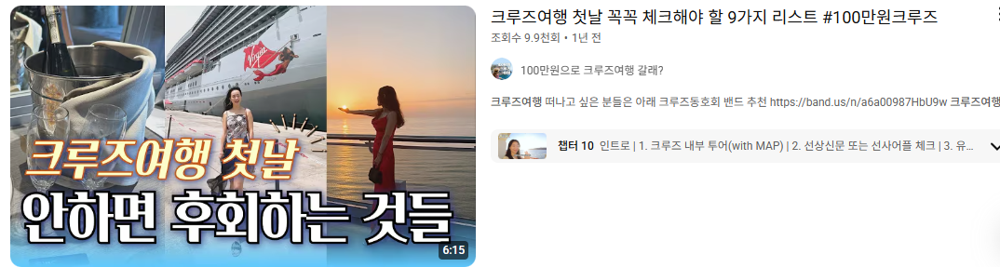 Virgin
크루즈여행 첫날
안하면 후회하는 것들
6:15
크루즈여행 첫날 꼭꼭 체크해야 할 9가지 리스트 #100만원크루즈
조회수 9.9천회 • 1년 전
100만원으로 크루즈여행 갈래?
크루즈여행 떠나고 싶은 분들은 아래 크루즈동호회 밴드 추천 https://band.us/n/a6a00987HbU9w 크루즈여행
챕터 10 인트로 | 1. 크루즈 내부 투어(with MAP) | 2. 선상신문 또는 선사어플 체크 | 3. 유...